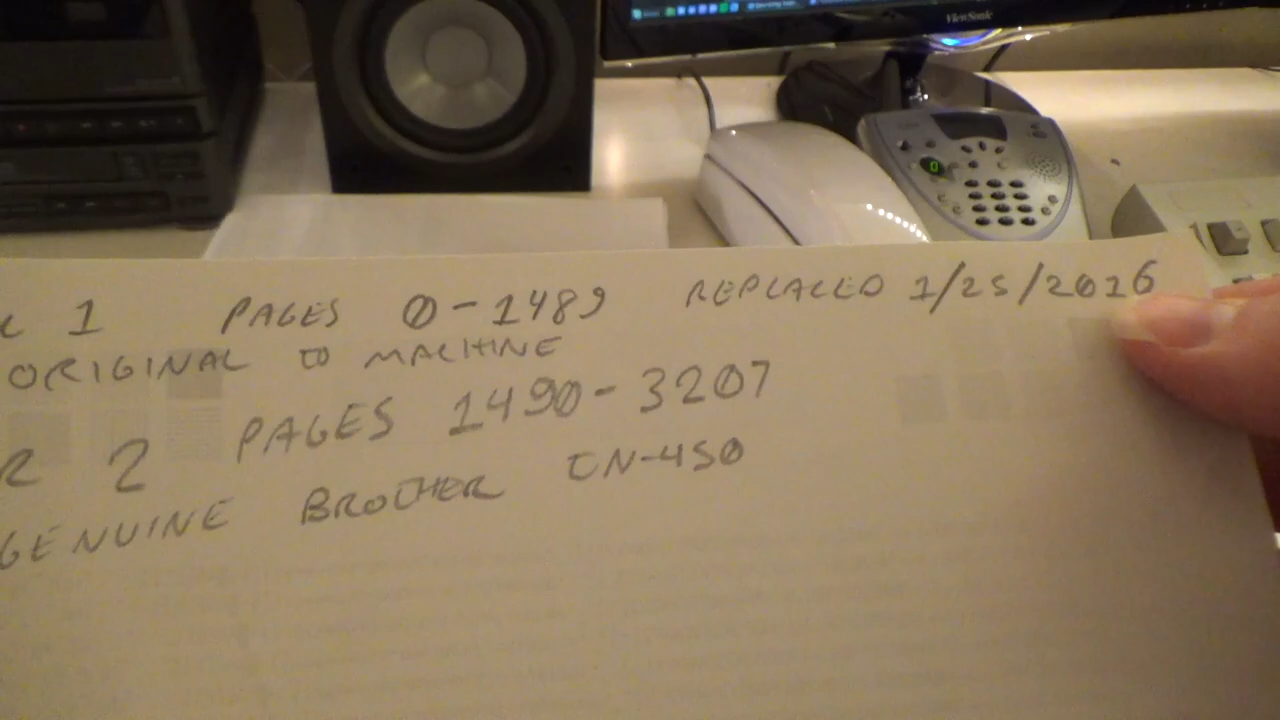 ViewSonic
R 1 PAGES 0-1489 REPLACED 1/25/2016
ORIGINAL TO MACHINE
R 2 PAGES 1490-3207
GENUINE BROTHER TN-450